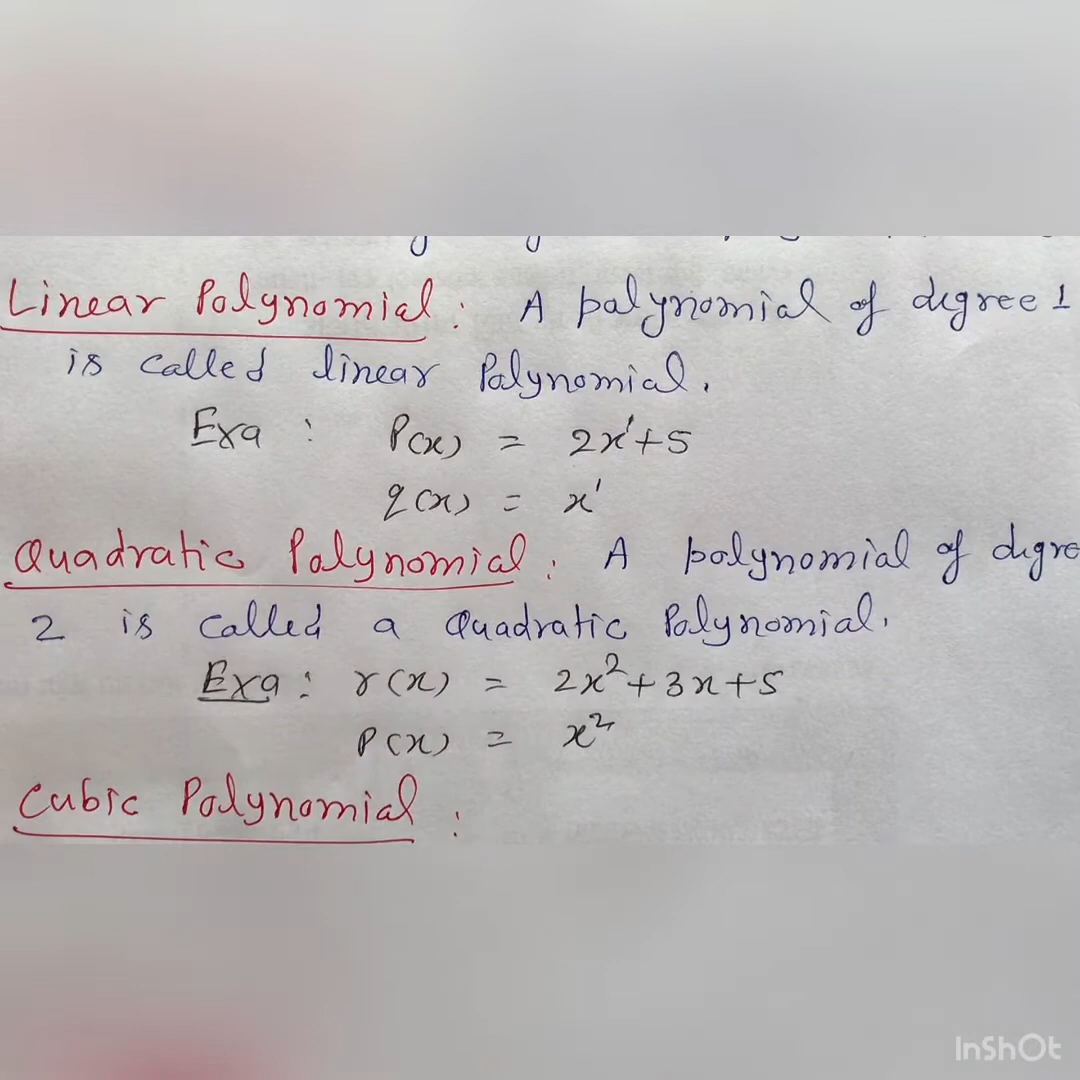 Linear Polynomial : A polynomial of degree 1
is called linear Polynomial.
Exa : P(x) = 2x¹+5
q(x) = x¹
Quadratic Polynomial : A polynomial of degre
2 is called a Quadratic Polynomial.
Exa : r(x) = 2x²+3x+5
P(x) = x²
Cubic Polynomial :
InShOt